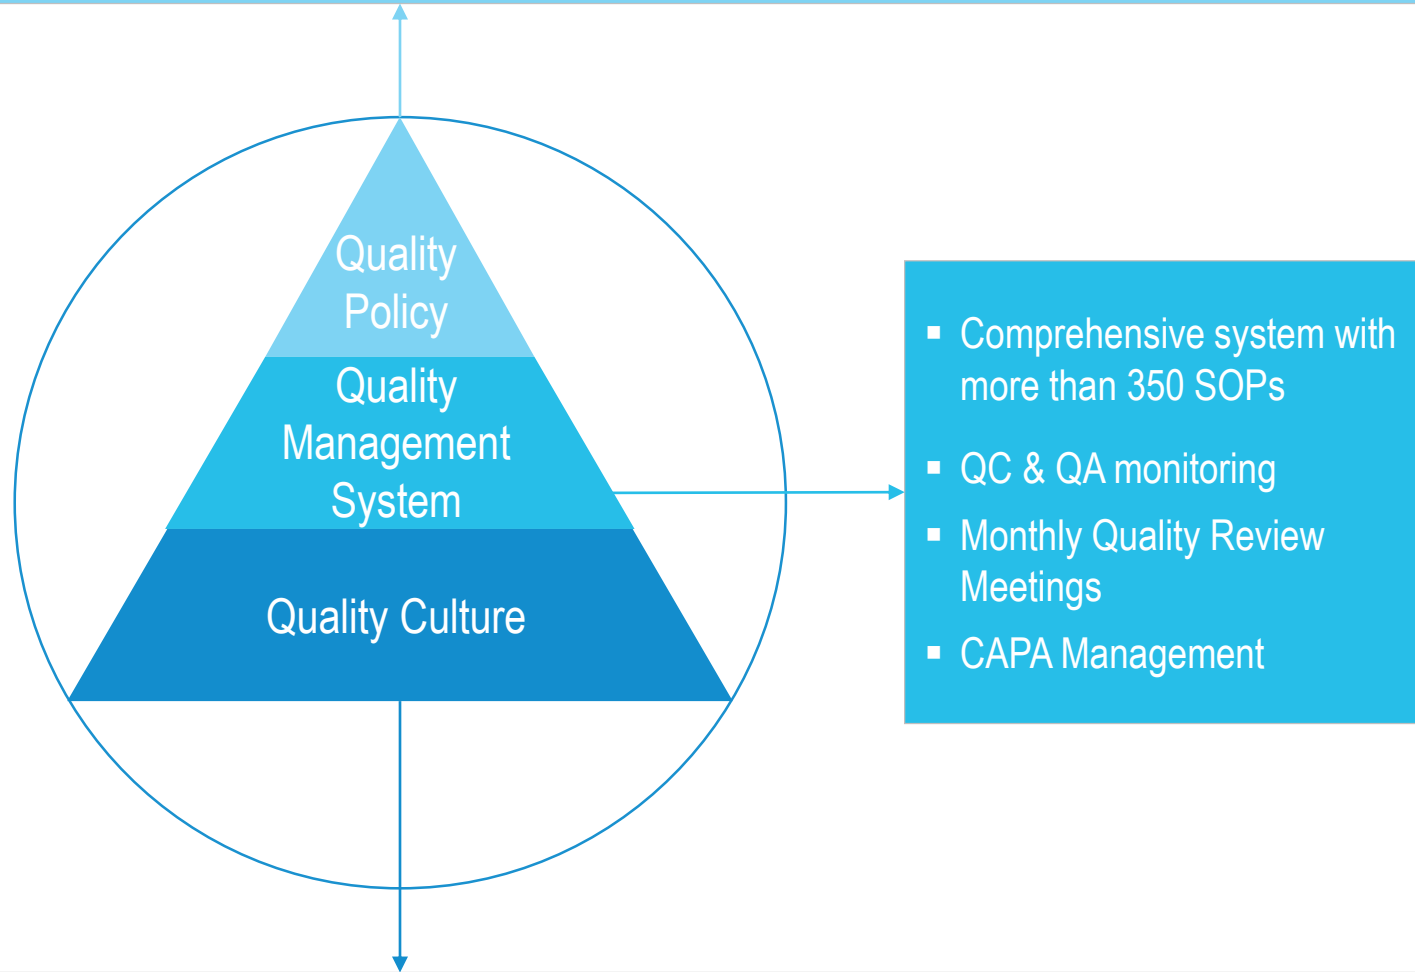 Quality
Policy
Quality
Management
System
Quality Culture
▪ Comprehensive system with
more than 350 SOPs
▪ QC & QA monitoring
▪ Monthly Quality Review
Meetings
▪ CAPA Management